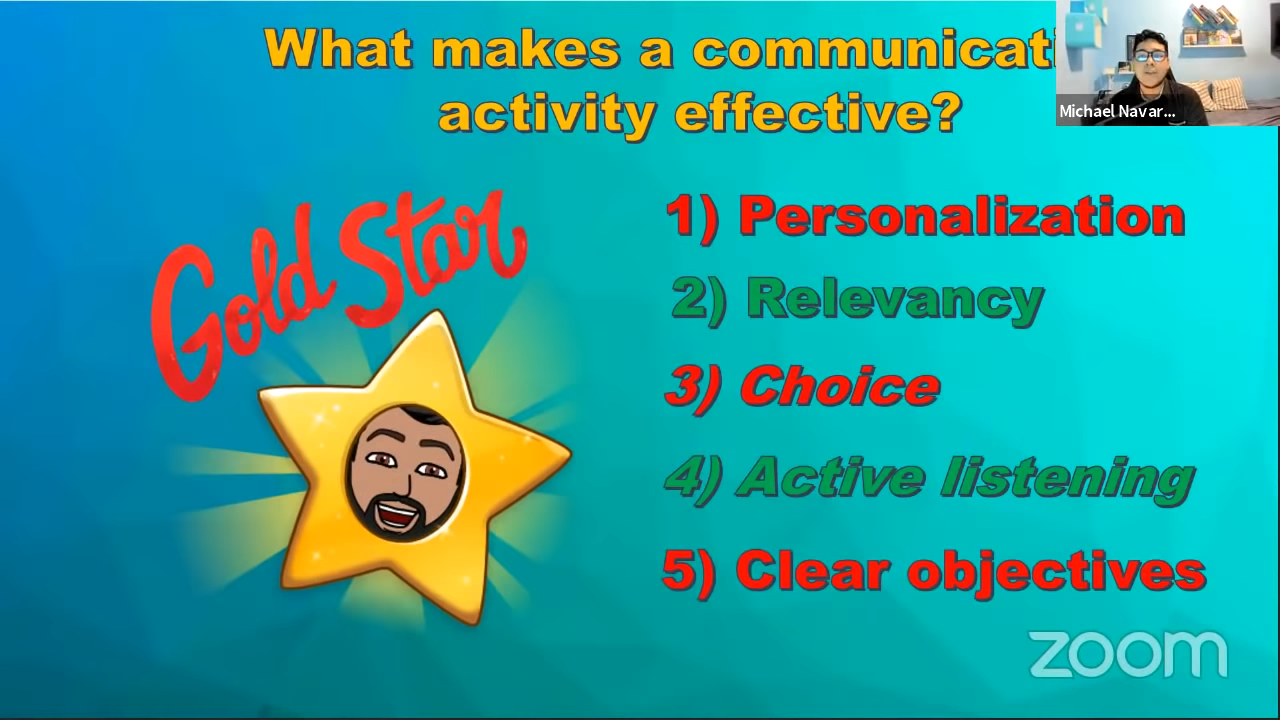 What makes a communicati
activity effective?
Michael Navar...
Gold Star
1) Personalization
2) Relevancy
3) Choice
4) Active listening
5) Clear objectives
zoom